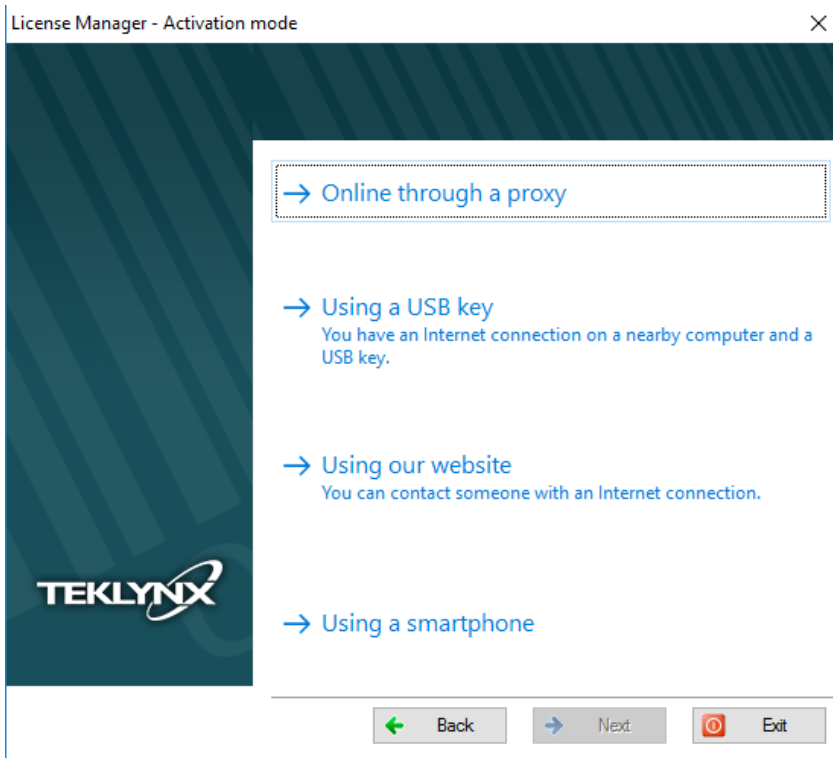 License Manager - Activation mode
Online through a proxy
Using a USB key
You have an Internet connection on a nearby computer and a
USB key.
Using our website
You can contact someone with an Internet connection.
TEKLYNX
Using a smartphone
Back
Next
Exit